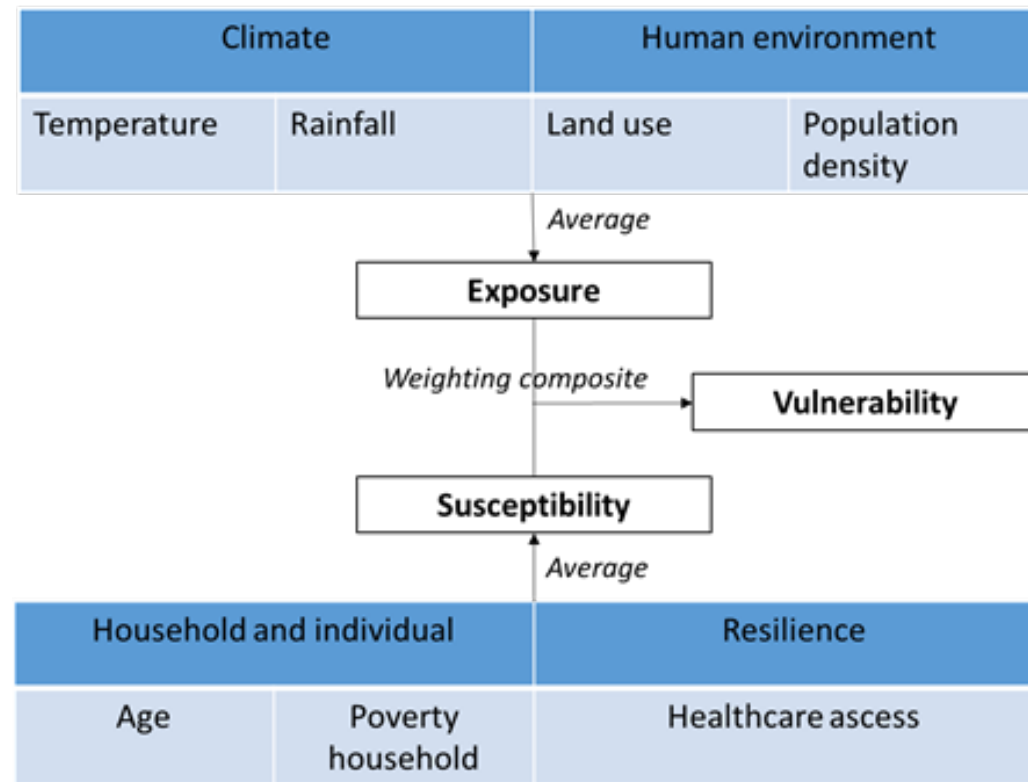 Climate
Human environment
Temperature
Rainfall
Land use
Population
density
Average
Exposure
Weighting composite
Vulnerability
Susceptibility
Average
Household and individual
Resilience
Age
Poverty
household
Healthcare ascess